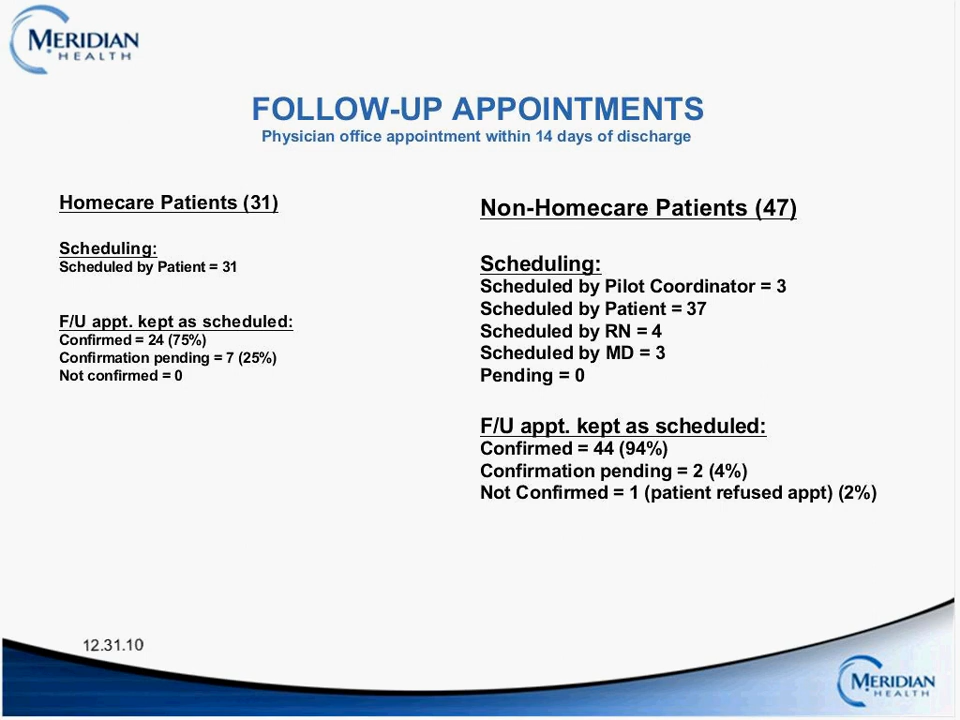 MERIDIAN
HEALTH
FOLLOW-UP APPOINTMENTS
Physician office appointment within 14 days of discharge
Homecare Patients (31)
Scheduling:
Scheduled by Patient = 31
F/U appt. kept as scheduled:
Confirmed = 24 (75%)
Confirmation pending = 7 (25%)
Not confirmed = 0
Non-Homecare Patients (47)
Scheduling:
Scheduled by Pilot Coordinator = 3
Scheduled by Patient = 37
Scheduled by RN = 4
Scheduled by MD = 3
Pending = 0
F/U appt. kept as scheduled:
Confirmed = 44 (94%)
Confirmation pending = 2 (4%)
Not Confirmed = 1 (patient refused appt) (2%)
12.31.10
MERIDIAN
HEALTH